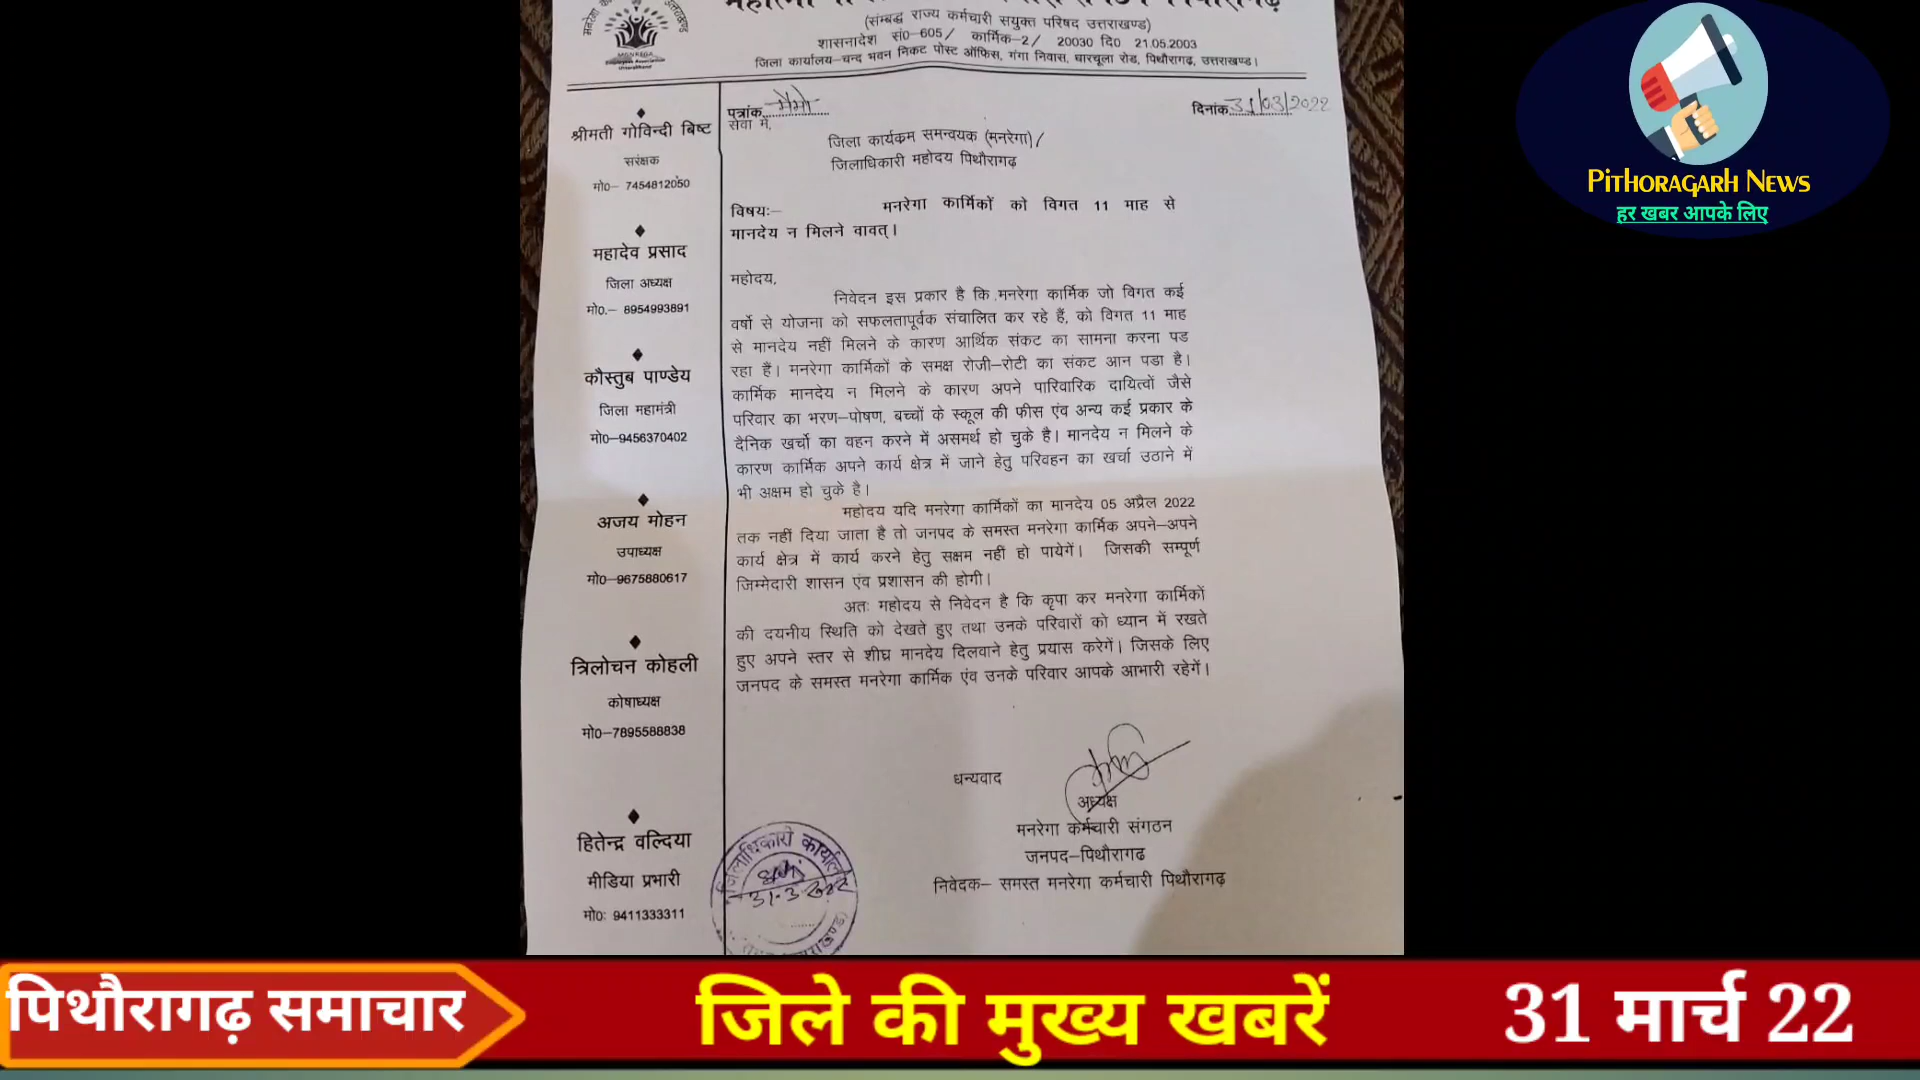 (सम्बद्ध राज्य कर्मचारी सयुक्त परिषद उत्तराखण्ड)
शासनादेश सं0-605/ कार्मिक-2/ 20030 दि0 21.05.2003
जिला कार्यालय-चन्द भवन निकट पोस्ट ऑफिस, गंगा निवास, धारचूला रोड, पिथौरागढ़, उत्तराखण्ड।
MANREGA
पत्रांक
दिनांक 31/03/2022
सेवा में,
जिला कार्यक्रम समन्वयक (मनरेगा)/
जिलाधिकारी महोदय पिथौरागढ़
विषयः- मनरेगा कार्मिकों को विगत 11 माह से
मानदेय न मिलने वावत्।
महोदय,
निवेदन इस प्रकार है कि मनरेगा कार्मिक जो विगत कई
वर्षो से योजना को सफलतापूर्वक संचालित कर रहे हैं, को विगत 11 माह
से मानदेय नहीं मिलने के कारण आर्थिक संकट का सामना करना पड
रहा हैं। मनरेगा कार्मिकों के समक्ष रोजी-रोटी का संकट आन पडा है।
कार्मिक मानदेय न मिलने के कारण अपने पारिवारिक दायित्वों जैसे
परिवार का भरण-पोषण, बच्चों के स्कूल की फीस एंव अन्य कई प्रकार के
दैनिक खर्चो का वहन करने में असमर्थ हो चुके है। मानदेय न मिलने के
कारण कार्मिक अपने कार्य क्षेत्र में जाने हेतु परिवहन का खर्चा उठाने में
भी अक्षम हो चुके है।
महोदय यदि मनरेगा कार्मिकों का मानदेय 05 अप्रैल 2022
तक नहीं दिया जाता है तो जनपद के समस्त मनरेगा कार्मिक अपने-अपने
कार्य क्षेत्र में कार्य करने हेतु सक्षम नहीं हो पायेगें। जिसकी सम्पूर्ण
जिम्मेदारी शासन एंव प्रशासन की होगी।
अतः महोदय से निवेदन है कि कृपा कर मनरेगा कार्मिकों
की दयनीय स्थिति को देखते हुए तथा उनके परिवारों को ध्यान में रखते
हुए अपने स्तर से शीघ्र मानदेय दिलवाने हेतु प्रयास करेगें। जिसके लिए
जनपद के समस्त मनरेगा कार्मिक एंव उनके परिवार आपके आभारी रहेगें।
धन्यवाद
अध्यक्ष
मनरेगा कर्मचारी संगठन
जनपद-पिथौरागढ
निवेदक- समस्त मनरेगा कर्मचारी पिथौरागढ़
श्रीमती गोविन्दी बिष्ट
सरंक्षक
मो0- 7454812050
महादेव प्रसाद
जिला अध्यक्ष
मो0.- 8954993891
कौस्तुब पाण्डेय
जिला महामंत्री
मो0-9456370402
अजय मोहन
उपाध्यक्ष
मो0-9675880617
त्रिलोचन कोहली
कोषाध्यक्ष
मो0-7895588838
हितेन्द्र वल्दिया
मीडिया प्रभारी
मो0: 9411333311
जिलाधिकारी कार्यालय
31-3-2022
PITHORAGARH NEWS
हर खबर आपके लिए
पिथौरागढ़ समाचार
जिले की मुख्य खबरें
31 मार्च 22